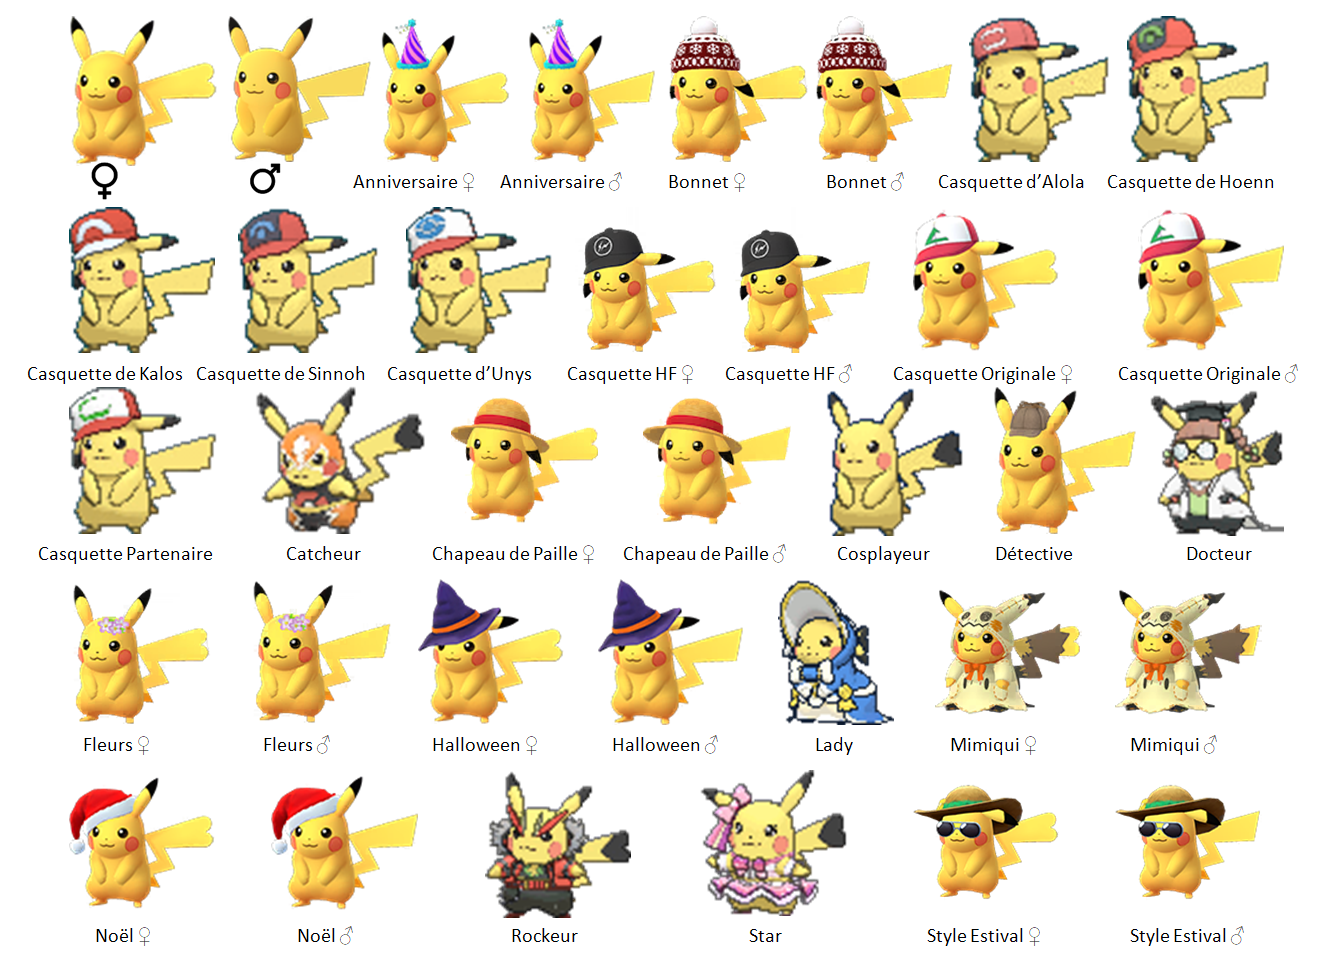 ♀ ♂ Anniversaire ♀ Anniversaire ♂ Bonnet ♀ Bonnet ♂ Casquette d’Alola Casquette de Hoenn
Casquette de Kalos Casquette de Sinnoh Casquette d’Unys Casquette HF ♀ Casquette HF ♂ Casquette Originale ♀ Casquette Originale ♂
Casquette Partenaire Catcheur Chapeau de Paille ♀ Chapeau de Paille ♂ Cosplayeur Détective Docteur
Fleurs ♀ Fleurs ♂ Halloween ♀ Halloween ♂ Lady Mimiqui ♀ Mimiqui ♂
Noël ♀ Noël ♂ Rockeur Star Style Estival ♀ Style Estival ♂